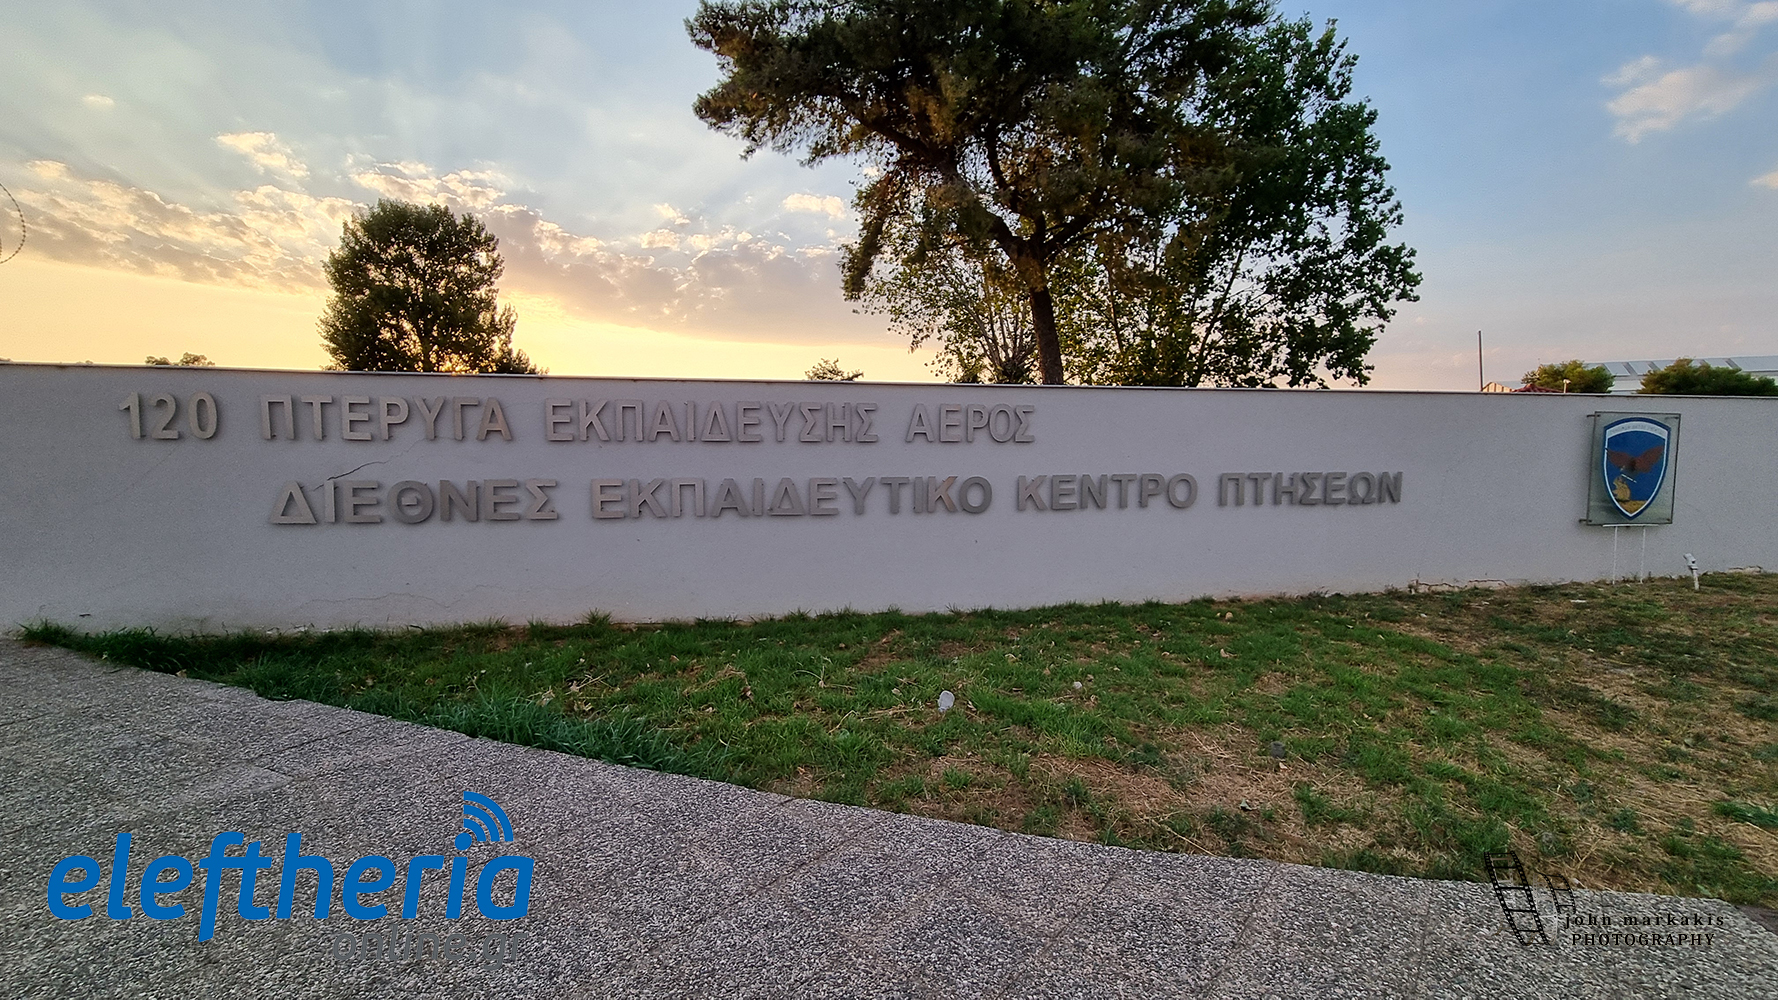 120 ΠΤΕΡΥΓΑ ΕΚΠΑΙΔΕΥΣΗΣ ΑΕΡΟΣ
ΔΙΕΘΝΕΣ ΕΚΠΑΙΔΕΥΤΙΚΟ ΚΕΝΤΡΟ ΠΤΗΣΕΩΝ
eleftheria
online.gr
john markakis
PHOTOGRAPHY